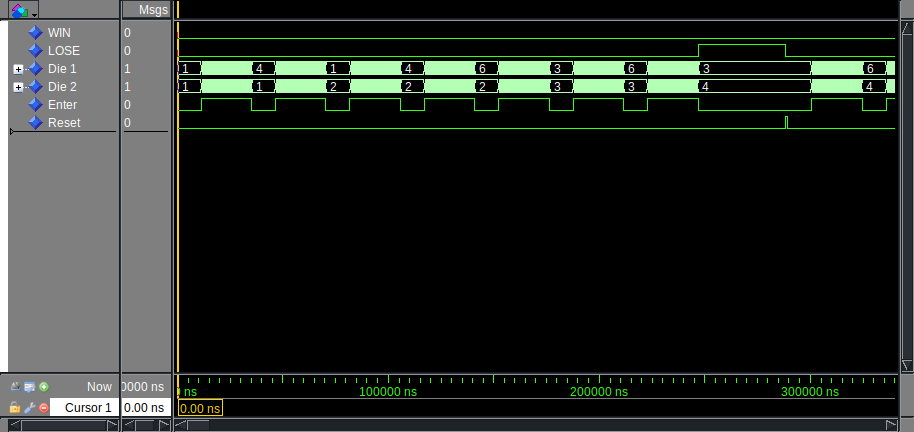 Msgs
WIN 0
LOSE 0
Die 1 1 1 4 1 4 6 3 6 3 6
Die 2 1 1 1 2 2 2 3 3 4 4
Enter 0
Reset 0
Now 0000 ns ns 100000 ns 200000 ns 300000 ns
Cursor 1 0.00 ns 0.00 ns